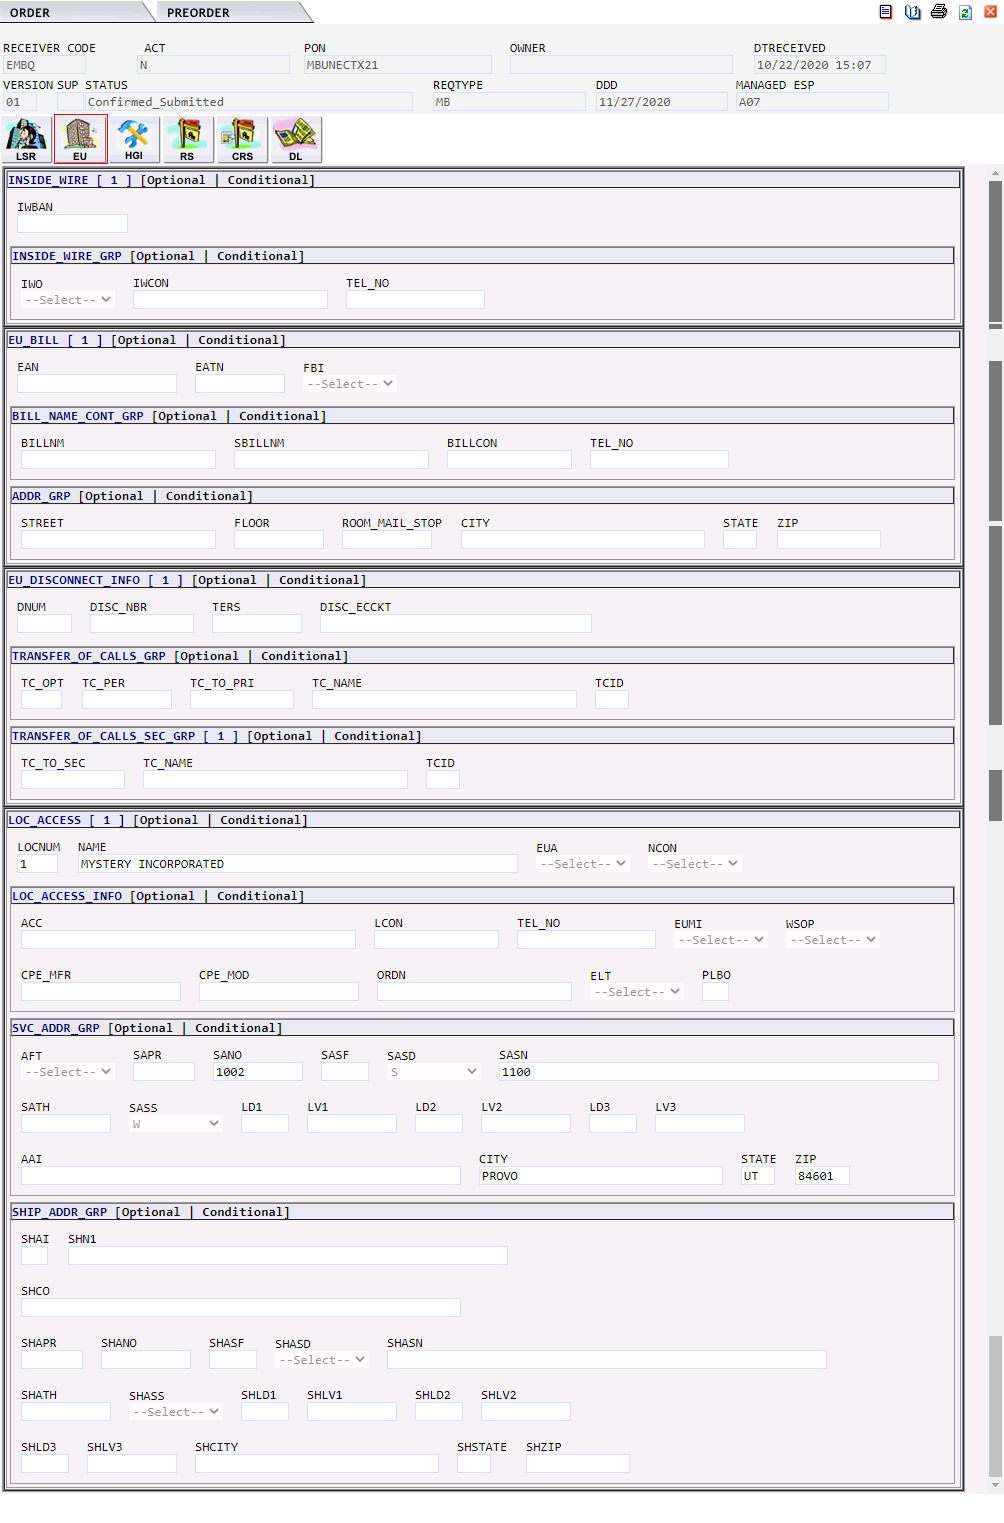 ORDER PREORDER
RECEIVER CODE ACT PON OWNER DTRECEIVED
EMBQ N MBUNECTX21 10/22/2020 15:07
VERSION SUP STATUS REQTYPE DDD MANAGED ESP
01 Confirmed_Submitted MB 11/27/2020 A07
LSR EU HGI RS CRS DL
INSIDE_WIRE [ 1 ] [Optional | Conditional]
IWBAN
INSIDE_WIRE_GRP [Optional | Conditional]
IWO IWCON TEL_NO
--Select--
EU_BILL [ 1 ] [Optional | Conditional]
EAN EATN FBI
--Select--
BILL_NAME_CONT_GRP [Optional | Conditional]
BILLNM SBILLNM BILLCON TEL_NO
ADDR_GRP [Optional | Conditional]
STREET FLOOR ROOM_MAIL_STOP CITY STATE ZIP
EU_DISCONNECT_INFO [ 1 ] [Optional | Conditional]
DNUM DISC_NBR TERS DISC_ECCKT
TRANSFER_OF_CALLS_GRP [Optional | Conditional]
TC_OPT TC_PER TC_TO_PRI TC_NAME TCID
TRANSFER_OF_CALLS_SEC_GRP [ 1 ] [Optional | Conditional]
TC_TO_SEC TC_NAME TCID
LOC_ACCESS [ 1 ] [Optional | Conditional]
LOCNUM NAME EUA NCON
1 MYSTERY INCORPORATED --Select-- --Select--
LOC_ACCESS_INFO [Optional | Conditional]
ACC LCON TEL_NO EUMI WSOP
--Select-- --Select--
CPE_MFR CPE_MOD ORDN ELT PLBO
--Select--
SVC_ADDR_GRP [Optional | Conditional]
AFT SAPR SANO SASF SASD SASN
--Select-- 1002 S 1100
SATH SASS LD1 LV1 LD2 LV2 LD3 LV3
W
AAI CITY STATE ZIP
PROVO UT 84601
SHIP_ADDR_GRP [Optional | Conditional]
SHAI SHN1
SHCO
SHAPR SHANO SHASF SHASD SHASN
--Select--
SHATH SHASS SHLD1 SHLV1 SHLD2 SHLV2
--Select--
SHLD3 SHLV3 SHCITY SHSTATE SHZIP